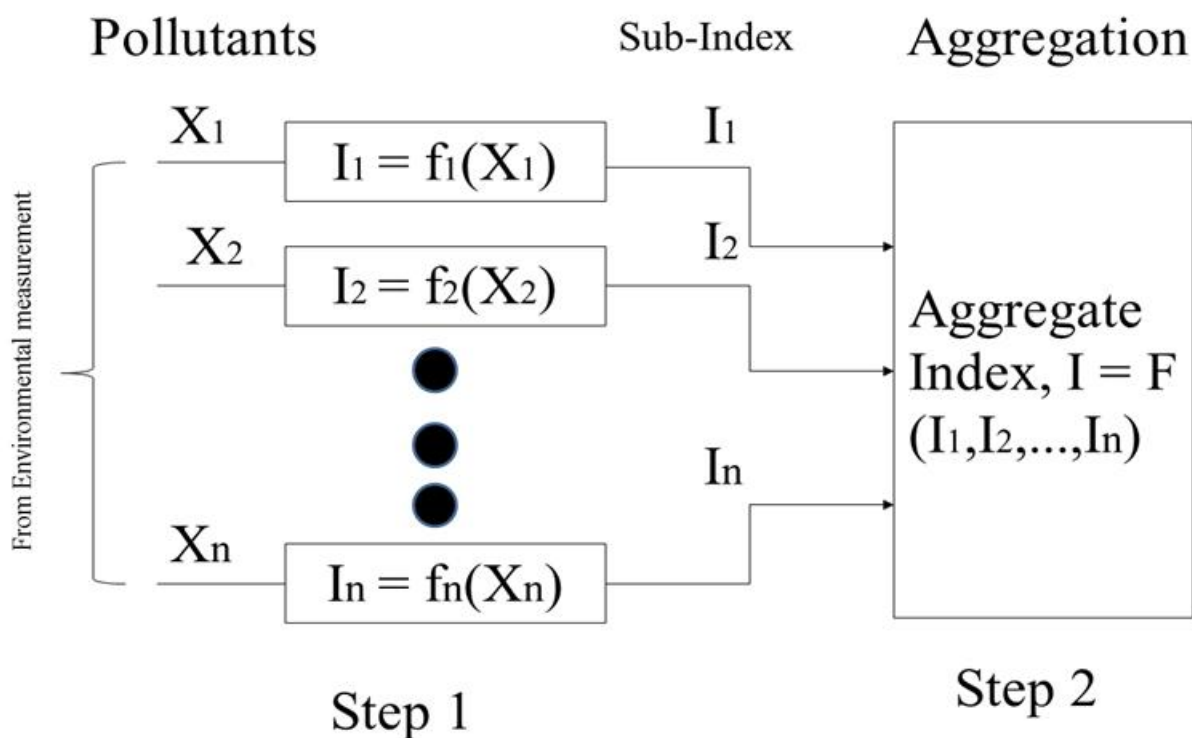 Pollutants
Sub-Index
Aggregation
From Environmental measurement
X1
I1 = f1(X1)
I1
X2
I2 = f2(X2)
I2
Xn
In = fn(Xn)
In
Aggregate
Index, I = F
(I1,I2,...,In)
Step 1
Step 2